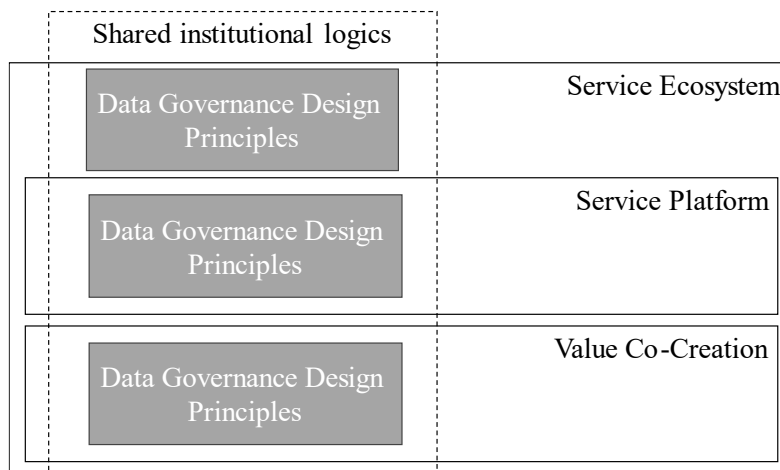 Shared institutional logics
Service Ecosystem
Data Governance Design
Principles
Service Platform
Data Governance Design
Principles
Value Co-Creation
Data Governance Design
Principles